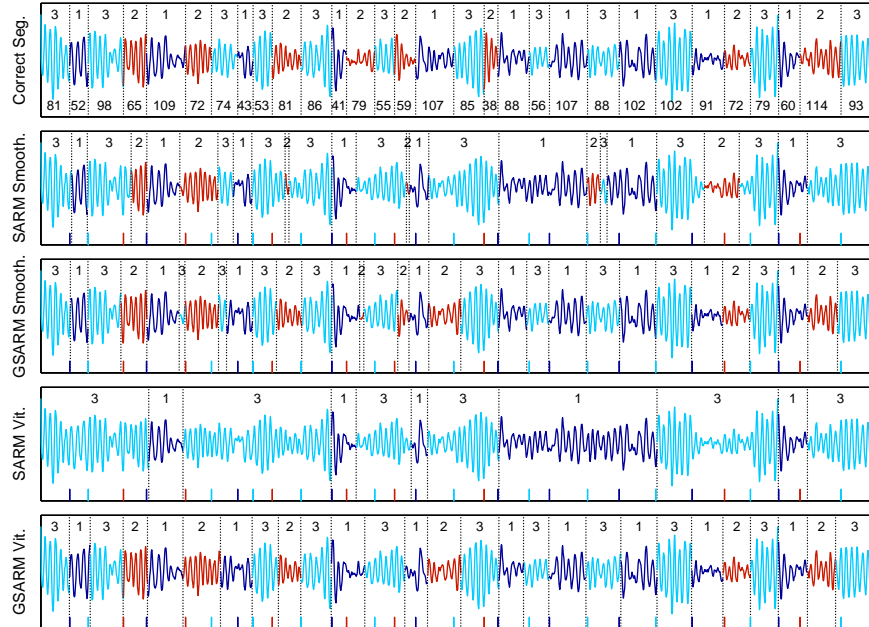 Correct Seg.
3 1 3 2 1 2 3 1 3 2 3 1 2 3 2 1 3 2 1 3 1 3 1 3 1 2 3 1 2 3
81 52 98 65 109 72 74 43 53 81 86 41 79 55 59 107 85 38 88 56 107 88 102 102 91 72 79 60 114 93
SARM Smooth.
3 1 3 2 1 2 3 1 3 2 3 1 3 2 1 3 1 2 3 1 3 2 3 1 3
GSARM Smooth.
3 1 3 2 1 3 2 3 1 3 2 3 1 2 3 2 1 2 3 1 3 1 3 1 3 1 2 3 1 2 3
SARM Vit.
3 1 3 1 3 1 3 1 3 1 3
GSARM Vit.
3 1 3 2 1 2 1 3 2 3 1 3 1 2 3 1 3 1 3 1 3 1 2 3 1 2 3